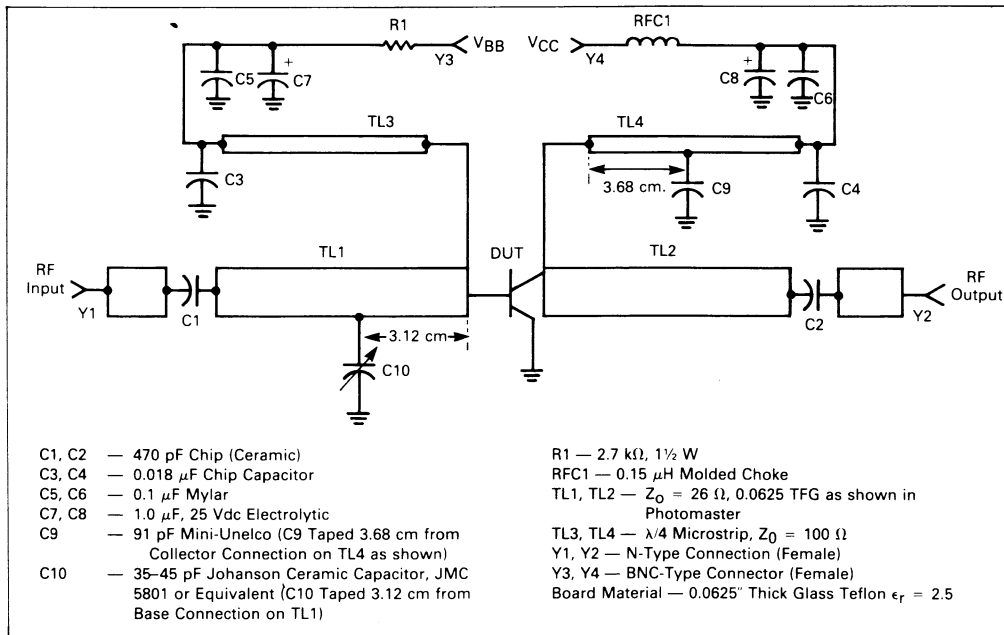 R1
VBB
Y3
VCC
Y4
RFC1
C5
+
C7
+
C8
C6
TL3
TL4
C3
3.68 cm.
C9
C4
TL1
DUT
TL2
RF
Input
Y1
C1
3.12 cm
C10
C2
Y2
RF
Output
C1, C2 — 470 pF Chip (Ceramic)
C3, C4 — 0.018 μF Chip Capacitor
C5, C6 — 0.1 μF Mylar
C7, C8 — 1.0 μF, 25 Vdc Electrolytic
C9 — 91 pF Mini-Unelco (C9 Taped 3.68 cm from
Collector Connection on TL4 as shown)
C10 — 35–45 pF Johanson Ceramic Capacitor, JMC
5801 or Equivalent (C10 Taped 3.12 cm from
Base Connection on TL1)
R1 — 2.7 kΩ, 1½ W
RFC1 — 0.15 μH Molded Choke
TL1, TL2 — Zo = 26 Ω, 0.0625 TFG as shown in
Photomaster
TL3, TL4 — λ/4 Microstrip, Z0 = 100 Ω
Y1, Y2 — N-Type Connection (Female)
Y3, Y4 — BNC-Type Connector (Female)
Board Material — 0.0625" Thick Glass Teflon εr = 2.5